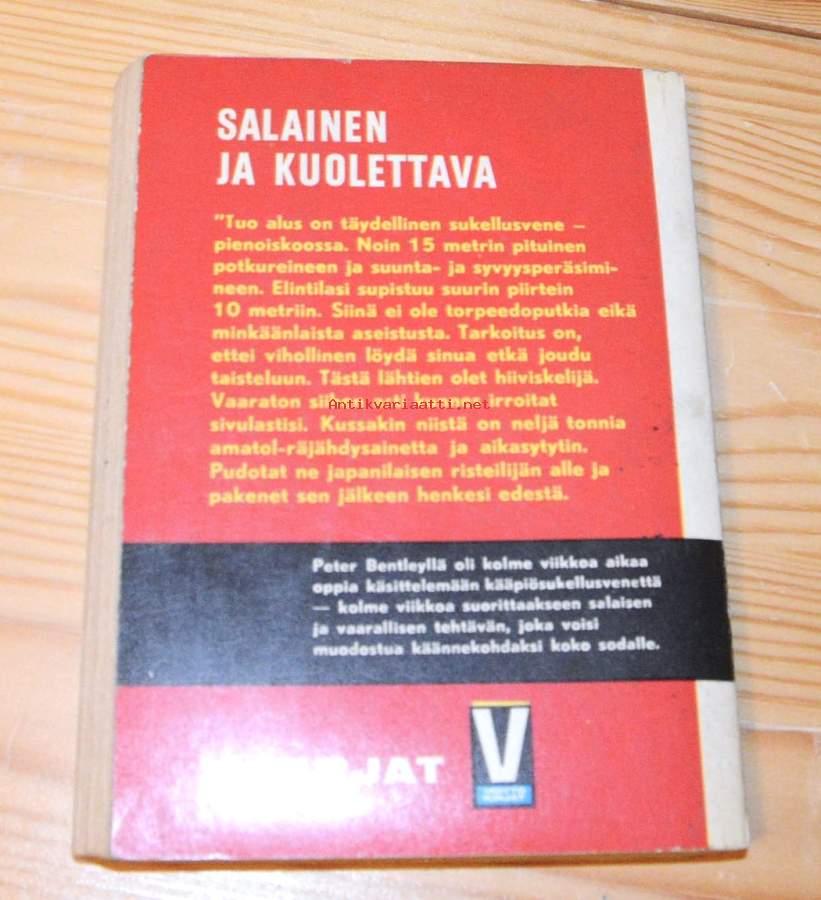 SALAINEN
JA KUOLETTAVA
"Tuo alus on täydellinen sukellusvene —
pienoiskoossa. Noin 15 metrin pituinen
potkureineen ja suunta- ja syvyysperäsimi-
neen. Elintilasi supistuu suurin piirtein
10 metriin. Siinä ei ole torpeedoputkia eikä
minkäänlaista aseistusta. Tarkoitus on,
ettei vihollinen löydä sinua etkä joudu
taisteluun. Tästä lähtien olet hiiviskelijä.
Vaaraton irroitat
Antikvariaatti.net
sivulastisi. Kussakin niistä on neljä tonnia
amatol-räjähdysainetta ja aikasytytin.
Pudotat ne japanilaisen risteilijän alle ja
pakenet sen jälkeen henkesi edestä.
Peter Bentleyllä oli kolme viikkoa aikaa
oppia käsittelemään kääpiösukellusvenettä
— kolme viikkoa suorittaakseen salaisen
ja vaarallisen tehtävän, joka voisi
muodostua käännekohdaksi koko sodalle.
V